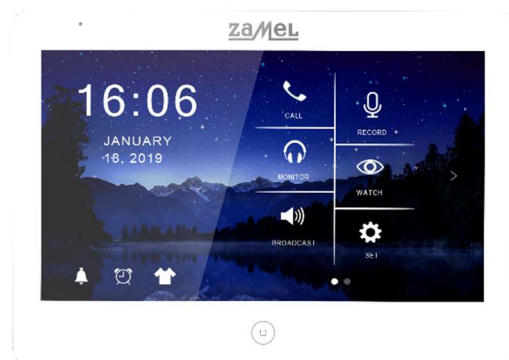 zamel
16:06
JANUARY
16, 2019
CALL
RECORD
MONITOR
WATCH
BROADCAST
SET